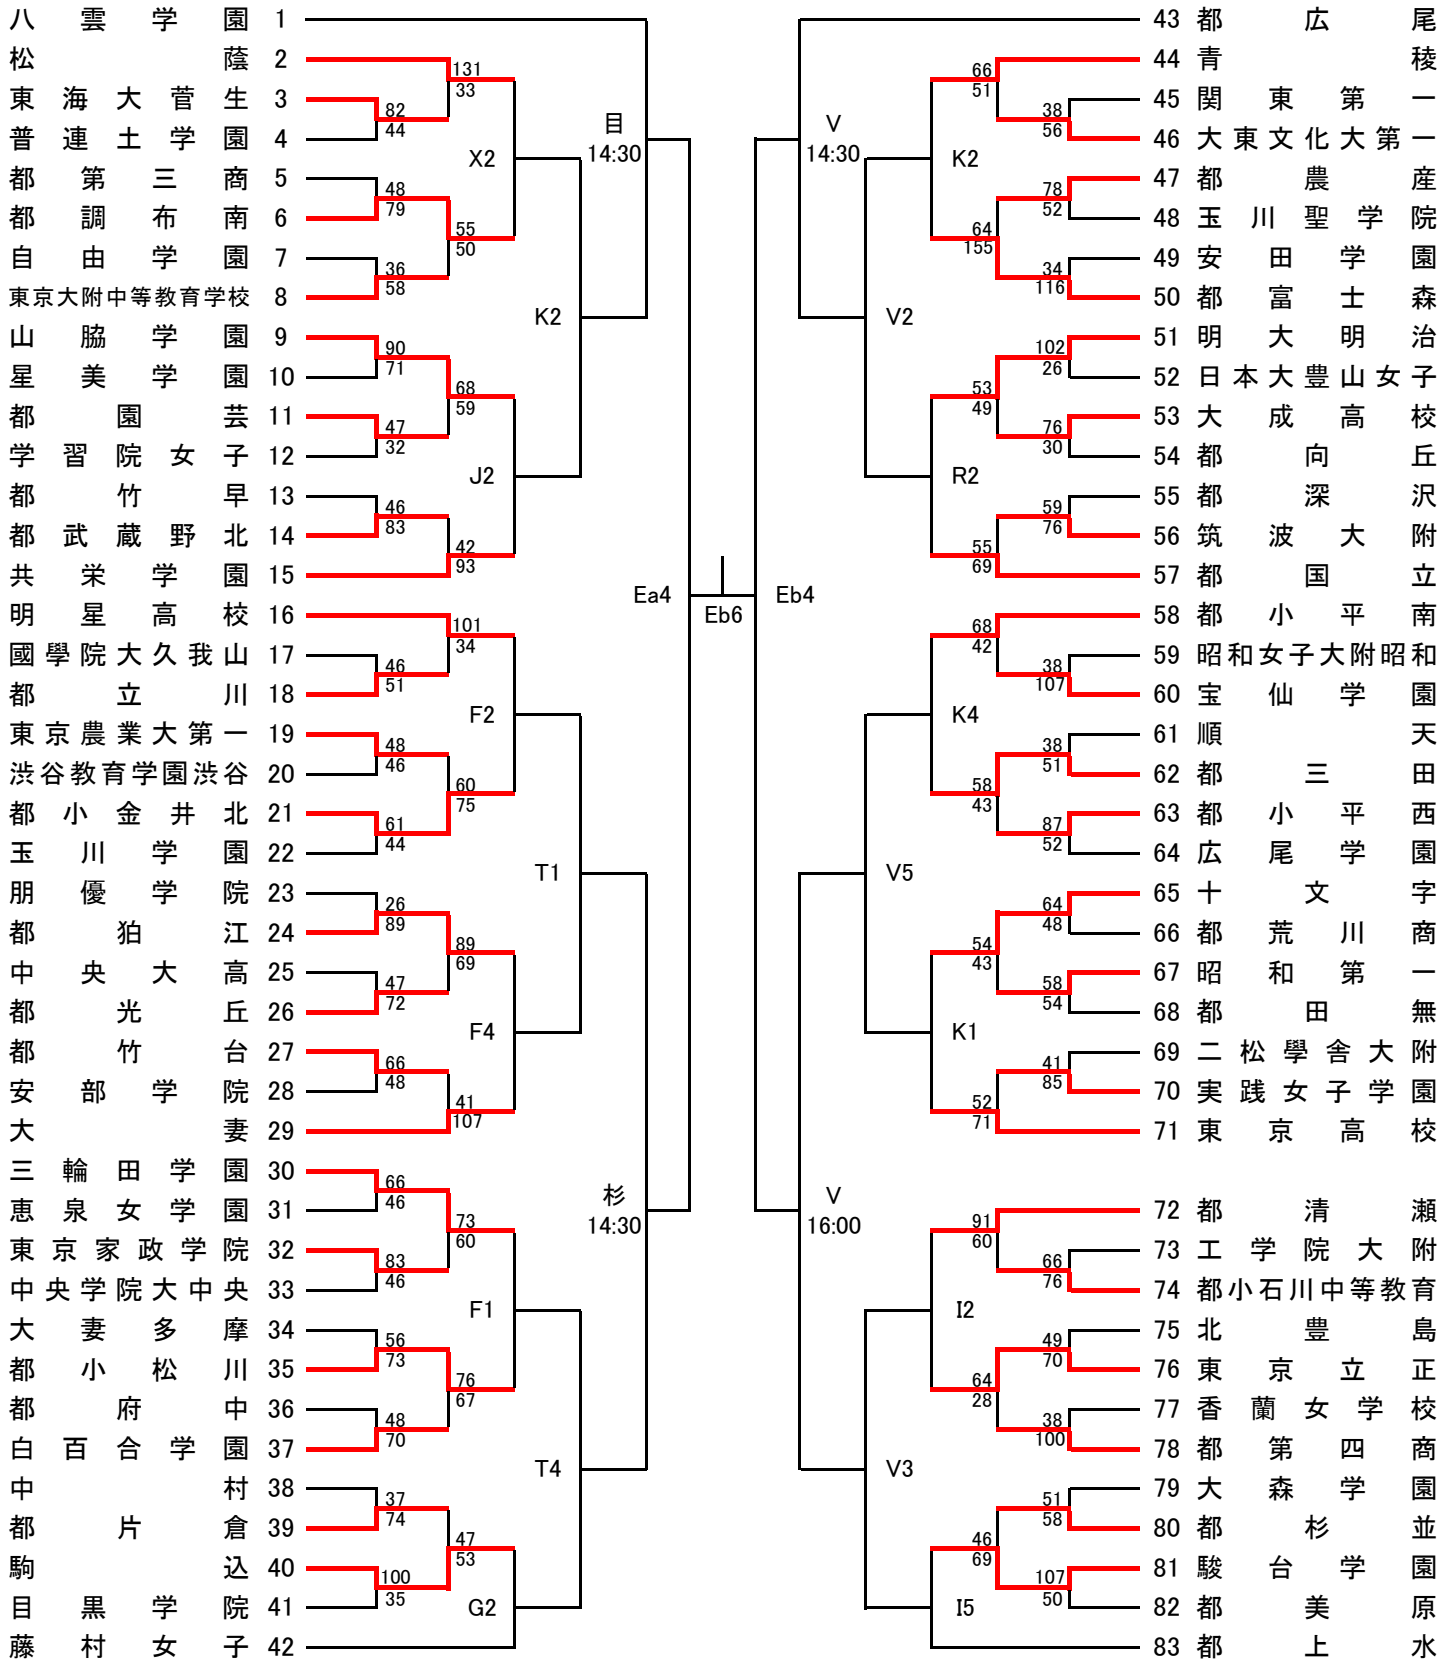 八雲学園 1
松蔭 2
東海大菅生 3
普連土学園 4
都第三商 5
都調布南 6
自由学園 7
東京大附中等教育学校 8
山脇学園 9
星美学園 10
都園芸 11
学習院女子 12
都竹早 13
都武蔵野北 14
共栄学園 15
明星高校 16
國學院大久我山 17
都立川 18
東京農業大第一 19
渋谷教育学園渋谷 20
都小金井北 21
玉川学園 22
朋優学院 23
都狛江 24
中央大高 25
都光丘 26
都竹台 27
安部学院 28
大妻 29
三輪田学園 30
恵泉女学園 31
東京家政学院 32
中央学院大中央 33
大妻多摩 34
都小松川 35
都府中 36
白百合学園 37
中村 38
都片倉 39
駒込 40
目黒学院 41
藤村女子 42
82
44
48
79
36
58
90
71
47
32
46
83
46
51
48
46
61
44
26
89
47
72
66
48
66
46
83
46
56
73
48
70
37
74
100
35
131
33
55
50
68
59
42
93
101
34
60
75
89
69
41
107
73
60
76
67
47
53
X2
J2
F2
F4
F1
G2
K2
T1
T4
目
14:30
杉
14:30
Ea4
Eb6
Eb4
V
14:30
V
16:00
V2
V5
V3
K2
R2
K4
K1
I2
I5
66
51
64
155
53
49
55
69
68
42
58
43
54
43
52
71
91
60
64
28
46
69
38
56
78
52
34
116
102
26
76
30
59
76
38
107
38
51
87
52
64
48
58
54
41
85
66
76
49
70
38
100
51
58
107
50
43 都広尾
44 青稜
45 関東第一
46 大東文化大第一
47 都農産
48 玉川聖学院
49 安田学園
50 都富士森
51 明大明治
52 日本大豊山女子
53 大成高校
54 都向丘
55 都深沢
56 筑波大附
57 都国立
58 都小平南
59 昭和女子大附昭和
60 宝仙学園
61 順天
62 都三田
63 都小平西
64 広尾学園
65 十文字
66 都荒川商
67 昭和第一
68 都田無
69 二松學舎大附
70 実践女子学園
71 東京高校
72 都清瀬
73 工学院大附
74 都小石川中等教育
75 北豊島
76 東京立正
77 香蘭女学校
78 都第四商
79 大森学園
80 都杉並
81 駿台学園
82 都美原
83 都上水